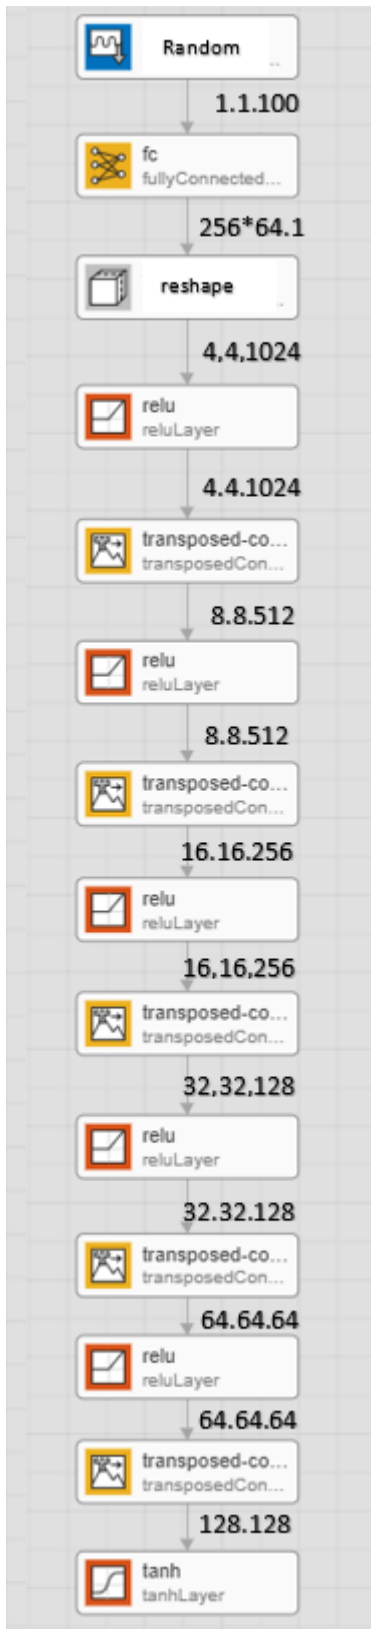 Random
1.1.100
fc
fullyConnected...
256*64.1
reshape
4,4,1024
relu
reluLayer
4.4.1024
transposed-co...
transposedCon...
8.8.512
relu
reluLayer
8.8.512
transposed-co...
transposedCon...
16.16.256
relu
reluLayer
16,16,256
transposed-co...
transposedCon...
32,32,128
relu
reluLayer
32.32.128
transposed-co...
transposedCon...
64.64.64
relu
reluLayer
64.64.64
transposed-co...
transposedCon...
128.128
tanh
tanhLayer